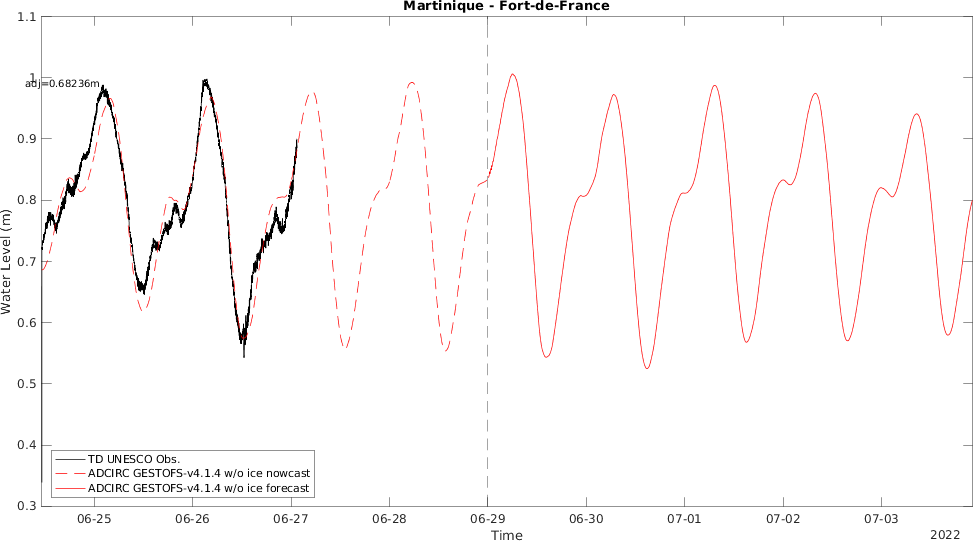 Martinique - Fort-de-France
1.1
1
adj=0.68236m
0.9
0.8
0.7
0.6
0.5
0.4
0.3
Water Level (m)
TD UNESCO Obs.
ADCIRC GESTOFS-v4.1.4 w/o ice nowcast
ADCIRC GESTOFS-v4.1.4 w/o ice forecast
06-25 06-26 06-27 06-28 06-29 06-30 07-01 07-02 07-03
Time
2022